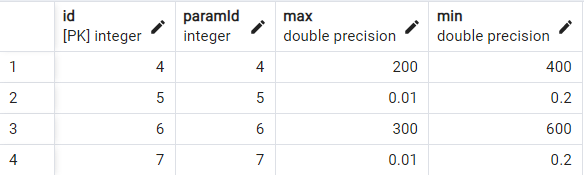 id paramId max min
[PK] integer integer double precision double precision
1 4 4 200 400
2 5 5 0.01 0.2
3 6 6 300 600
4 7 7 0.01 0.2